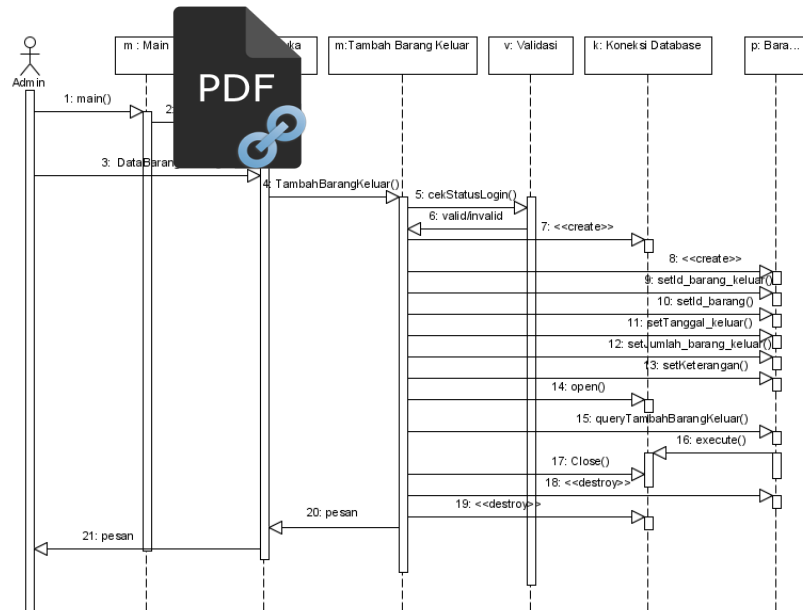 m : Main
m:Tambah Barang Keluar
v: Validasi
k: Koneksi Database
p: Bara...
Admin
PDF
1: main()
2:
3: DataBarang
4: TambahBarangKeluar()
5: cekStatusLogin()
6: valid/invalid
7: <<create>>
8: <<create>>
9: setId_barang_keluar()
10: setId_barang()
11: setTanggal_keluar()
12: setJumlah_barang_keluar()
13: setKeterangan()
14: open()
15: queryTambahBarangKeluar()
16: execute()
17: Close()
18: <<destroy>>
19: <<destroy>>
20: pesan
21: pesan